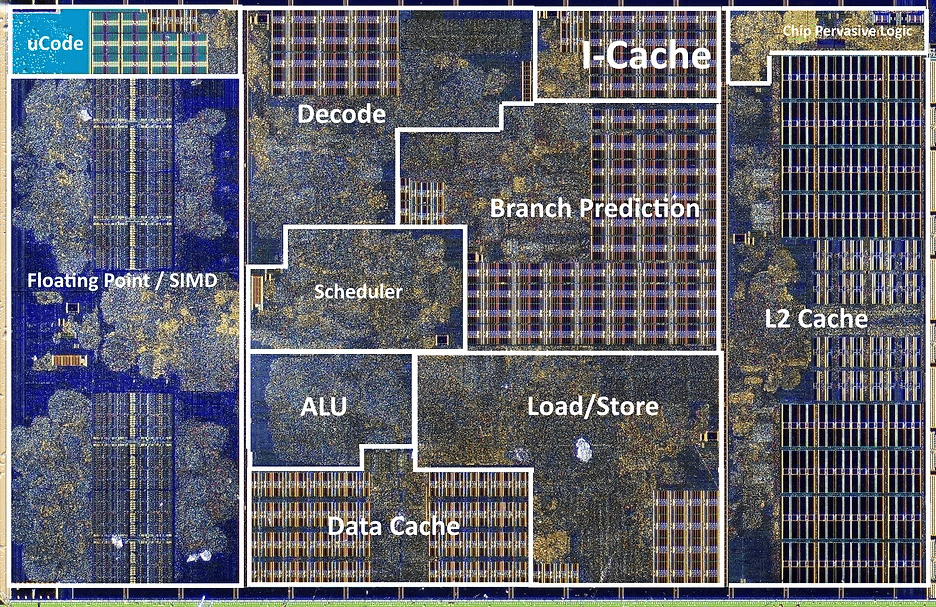 uCode
Decode
I-Cache
Chip Pervasive Logic
Branch Prediction
Floating Point / SIMD
Scheduler
L2 Cache
ALU
Load/Store
Data Cache